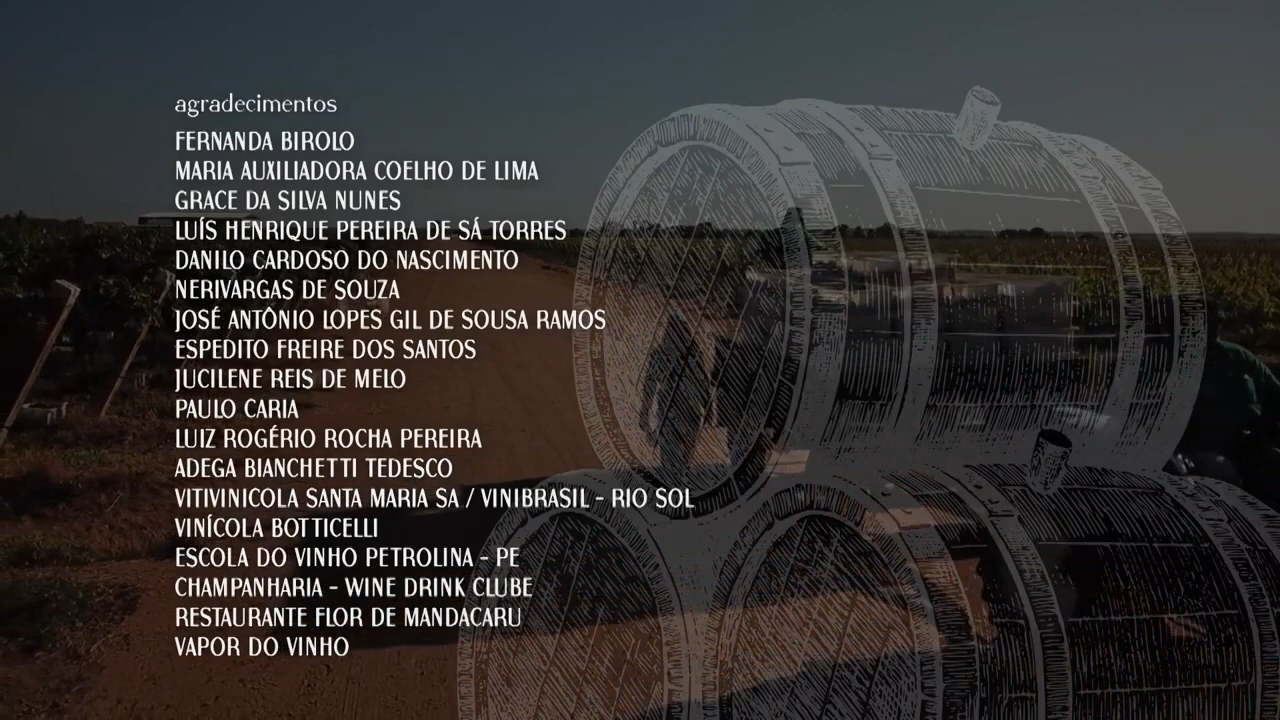 agradecimentos
FERNANDA BIROLO
MARIA AUXILIADORA COELHO DE LIMA
GRACE DA SILVA NUNES
LUÍS HENRIQUE PEREIRA DE SÁ TORRES
DANILO CARDOSO DO NASCIMENTO
NERIVARGAS DE SOUZA
JOSÉ ANTÔNIO LOPES GIL DE SOUSA RAMOS
ESPEDITO FREIRE DOS SANTOS
JUCILENE REIS DE MELO
PAULO CARIA
LUIZ ROGÉRIO ROCHA PEREIRA
ADEGA BIANCHETTI TEDESCO
VITIVINICOLA SANTA MARIA SA / VINIBRASIL - RIO SOL
VINÍCOLA BOTTICELLI
ESCOLA DO VINHO PETROLINA - PE
CHAMPANHARIA - WINE DRINK CLUBE
RESTAURANTE FLOR DE MANDACARU
VAPOR DO VINHO